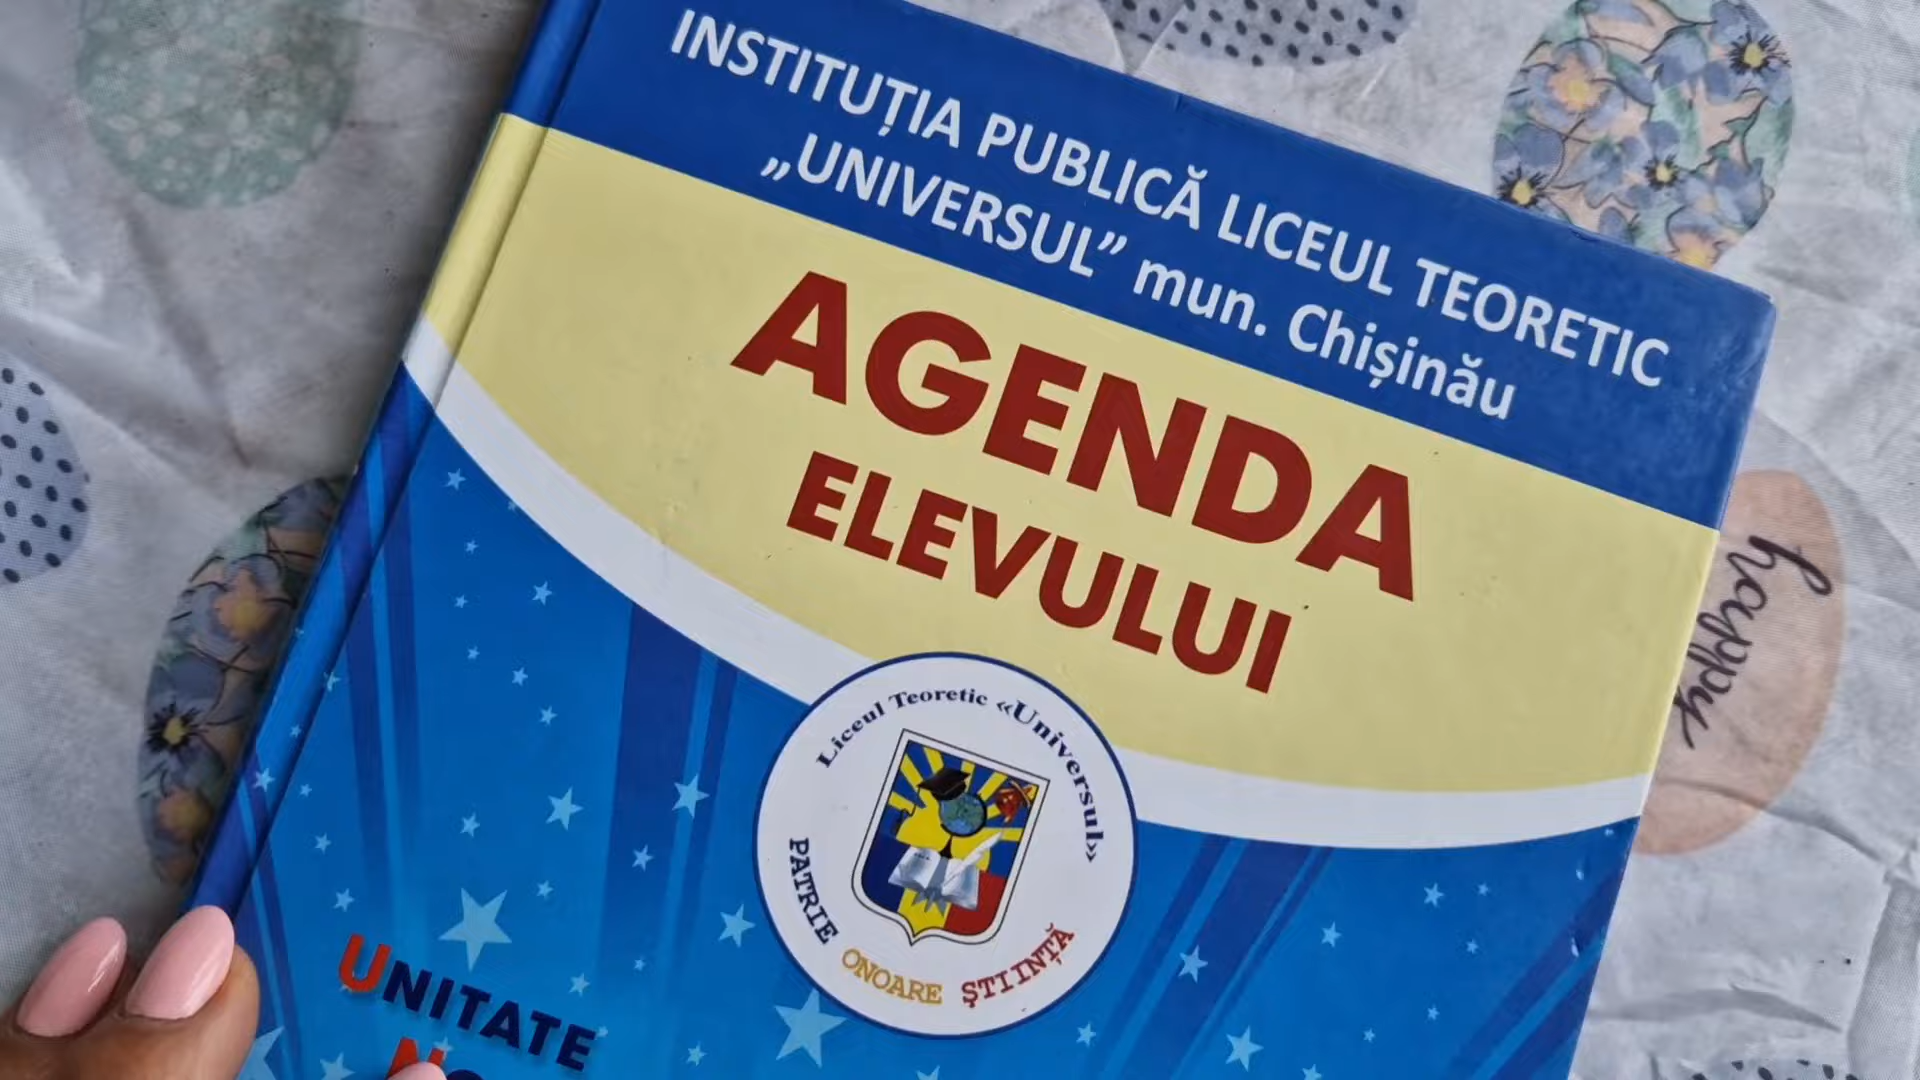 INSTITUȚIA PUBLICĂ LICEUL TEORETIC
„UNIVERSUL” mun. Chișinău
AGENDA
ELEVULUI
Liceul Teoretic «Universul»
PATRIE ONOARE ȘTIINȚĂ
UNITATE
happy